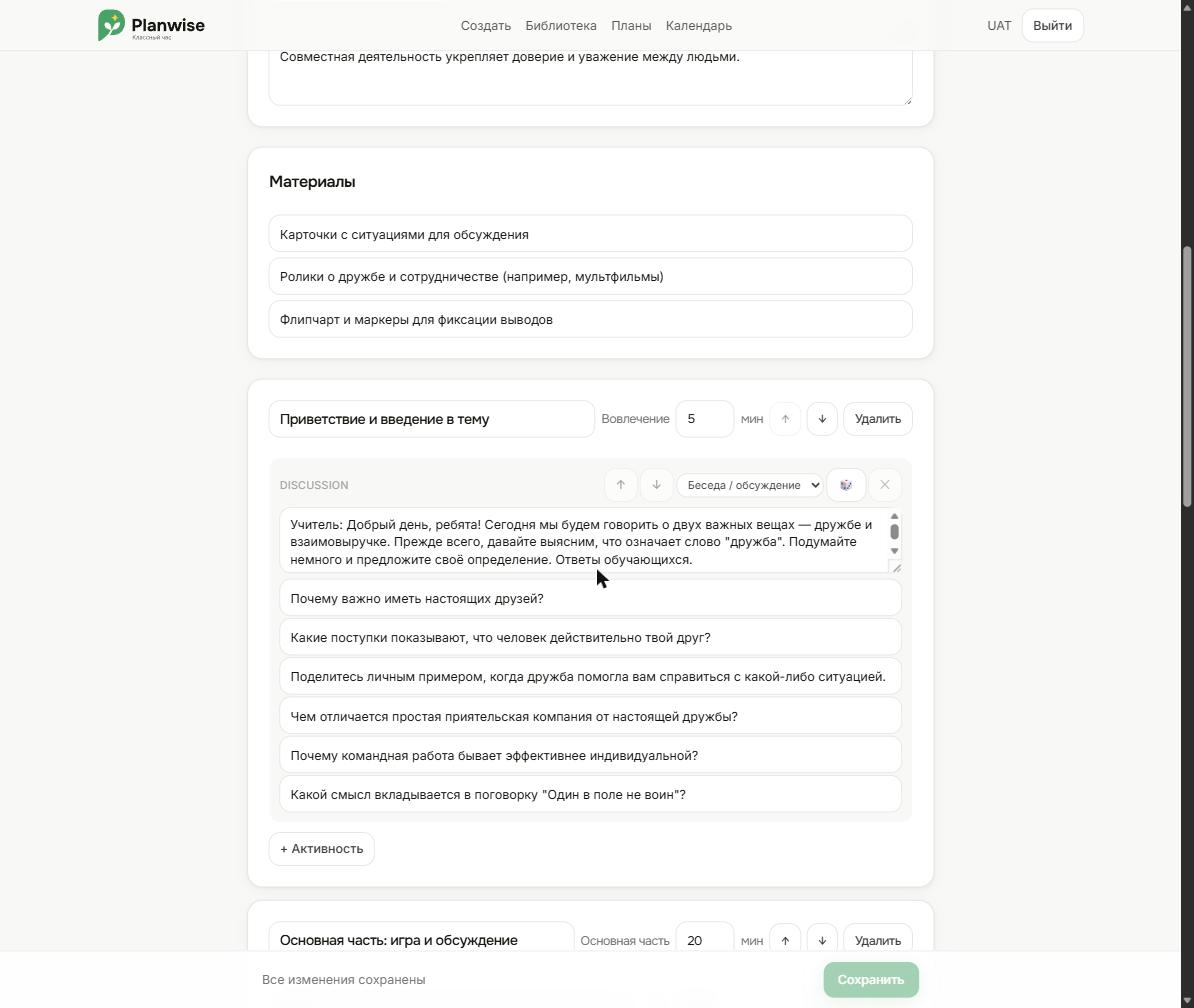 Planwise
Классный час
Создать Библиотека Планы Календарь
UAT Выйти
Совместная деятельность укрепляет доверие и уважение между людьми.
Материалы
Карточки с ситуациями для обсуждения
Ролики о дружбе и сотрудничестве (например, мультфильмы)
Флипчарт и маркеры для фиксации выводов
Приветствие и введение в тему Вовлечение 5 мин ↑ ↓ Удалить
DISCUSSION ↑ ↓ Беседа / обсуждение
Учитель: Добрый день, ребята! Сегодня мы будем говорить о двух важных вещах — дружбе и
взаимовыручке. Прежде всего, давайте выясним, что означает слово "дружба". Подумайте
немного и предложите своё определение. Ответы обучающихся.
Почему важно иметь настоящих друзей?
Какие поступки показывают, что человек действительно твой друг?
Поделитесь личным примером, когда дружба помогла вам справиться с какой-либо ситуацией.
Чем отличается простая приятельская компания от настоящей дружбы?
Почему командная работа бывает эффективнее индивидуальной?
Какой смысл вкладывается в поговорку "Один в поле не воин"?
+ Активность
Основная часть: игра и обсуждение Основная часть 20 мин ↑ ↓ Удалить
Все изменения сохранены Сохранить